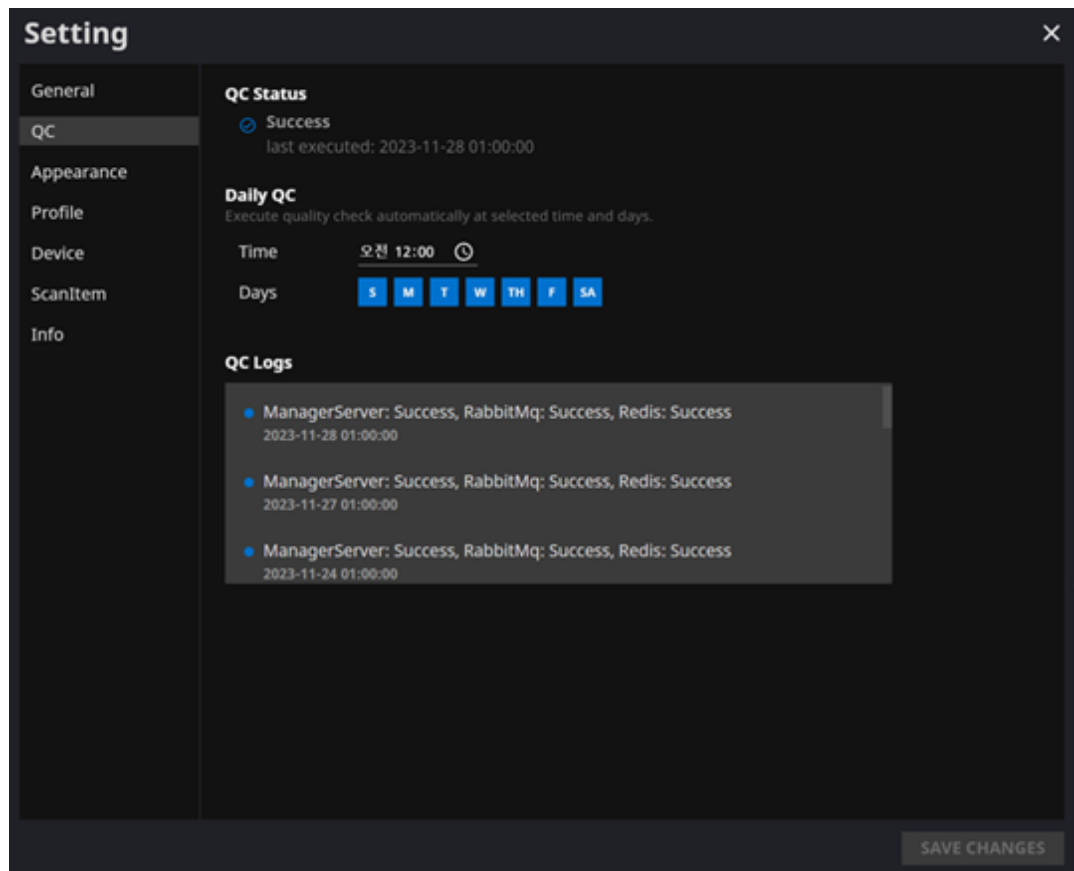 Setting
General
QC
Appearance
Profile
Device
ScanItem
Info
QC Status
Success
last executed: 2023-11-28 01:00:00
Daily QC
Execute quality check automatically at selected time and days.
Time 오전 12:00
Days S M T W TH F SA
QC Logs
ManagerServer: Success, RabbitMq: Success, Redis: Success
2023-11-28 01:00:00
ManagerServer: Success, RabbitMq: Success, Redis: Success
2023-11-27 01:00:00
ManagerServer: Success, RabbitMq: Success, Redis: Success
2023-11-24 01:00:00
SAVE CHANGES